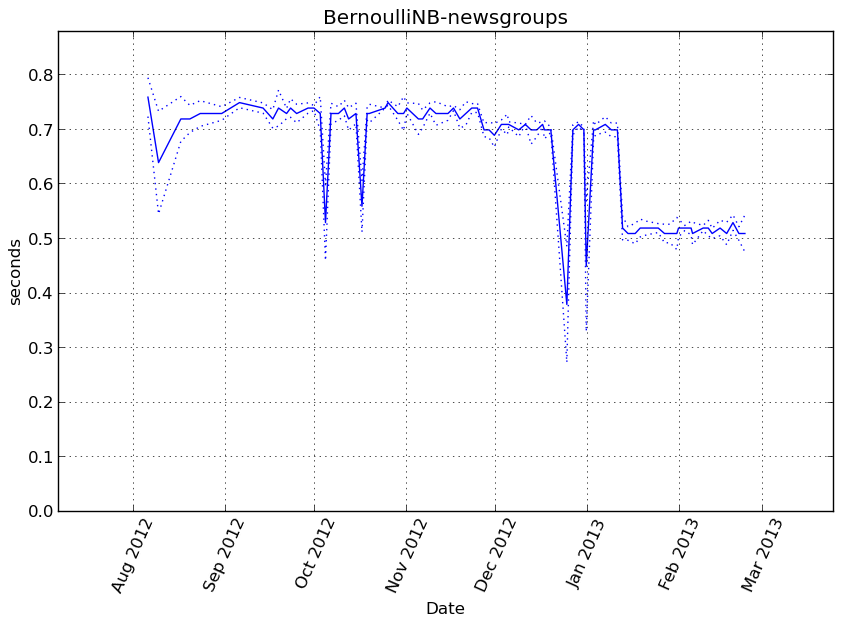 BernoulliNB-newsgroups
seconds
0.8
0.7
0.6
0.5
0.4
0.3
0.2
0.1
0.0
Aug 2012
Sep 2012
Oct 2012
Nov 2012
Dec 2012
Jan 2013
Feb 2013
Mar 2013
Date